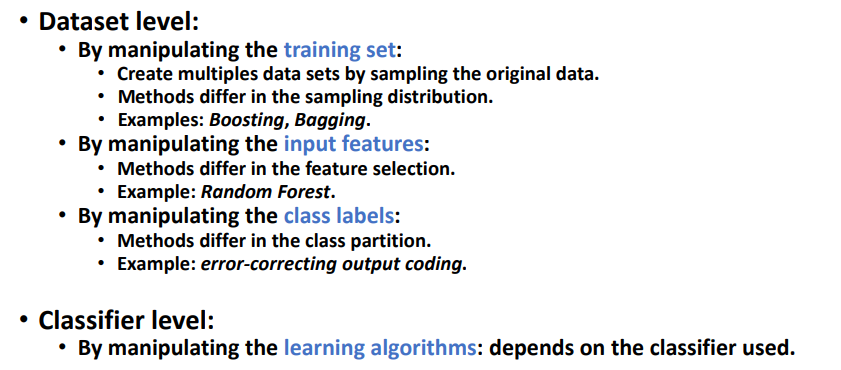 • Dataset level:
• By manipulating the training set:
• Create multiples data sets by sampling the original data.
• Methods differ in the sampling distribution.
• Examples: Boosting, Bagging.
• By manipulating the input features:
• Methods differ in the feature selection.
• Example: Random Forest.
• By manipulating the class labels:
• Methods differ in the class partition.
• Example: error-correcting output coding.
• Classifier level:
• By manipulating the learning algorithms: depends on the classifier used.